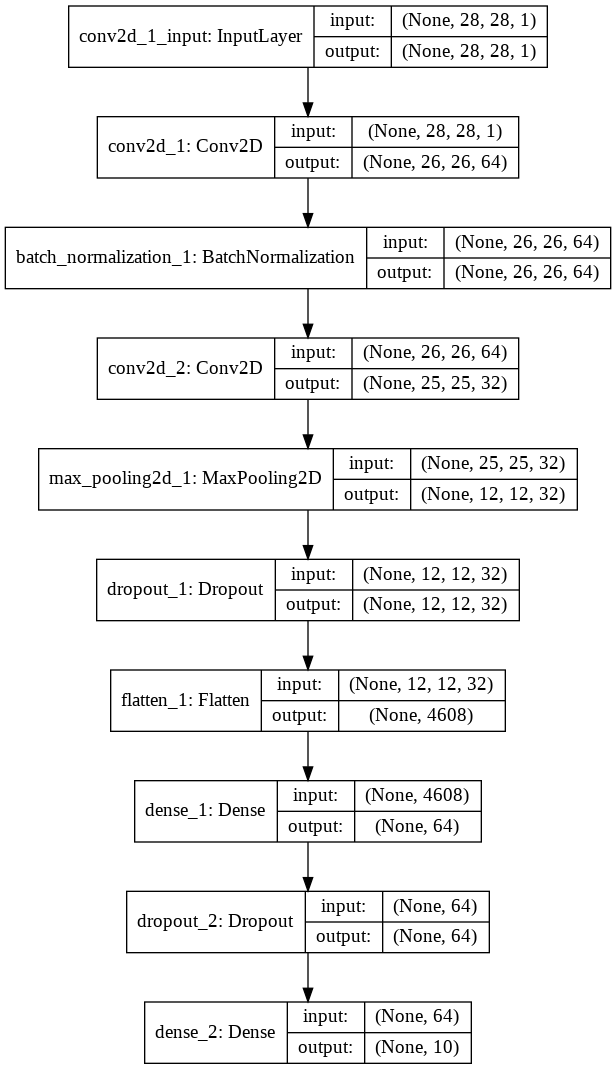 conv2d_1_input: InputLayer
input: (None, 28, 28, 1)
output: (None, 28, 28, 1)
conv2d_1: Conv2D
input: (None, 28, 28, 1)
output: (None, 26, 26, 64)
batch_normalization_1: BatchNormalization
input: (None, 26, 26, 64)
output: (None, 26, 26, 64)
conv2d_2: Conv2D
input: (None, 26, 26, 64)
output: (None, 25, 25, 32)
max_pooling2d_1: MaxPooling2D
input: (None, 25, 25, 32)
output: (None, 12, 12, 32)
dropout_1: Dropout
input: (None, 12, 12, 32)
output: (None, 12, 12, 32)
flatten_1: Flatten
input: (None, 12, 12, 32)
output: (None, 4608)
dense_1: Dense
input: (None, 4608)
output: (None, 64)
dropout_2: Dropout
input: (None, 64)
output: (None, 64)
dense_2: Dense
input: (None, 64)
output: (None, 10)